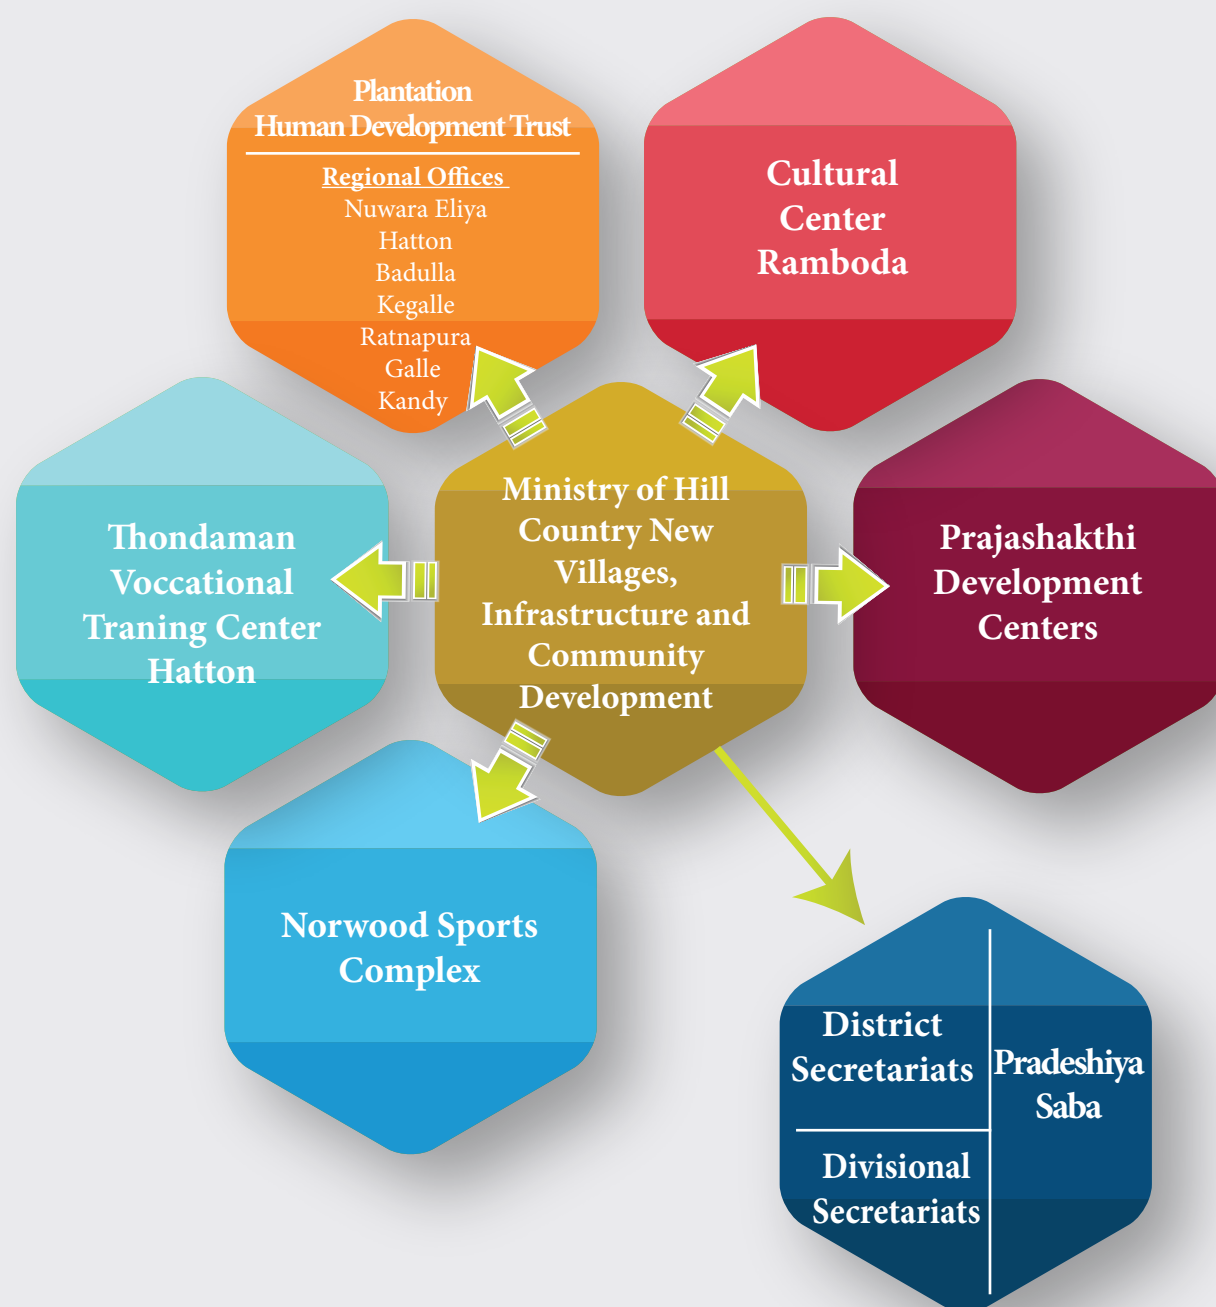 Plantation
Human Development Trust
Regional Offices
Nuwara Eliya
Hatton
Badulla
Kegalle
Ratnapura
Galle
Kandy
Cultural
Center
Ramboda
Thondaman
Voccational
Traning Center
Hatton
Ministry of Hill
Country New
Villages,
Infrastructure and
Community
Development
Prajashakthi
Development
Centers
Norwood Sports
Complex
District
Secretariats
Divisional
Secretariats
Pradeshiya
Saba